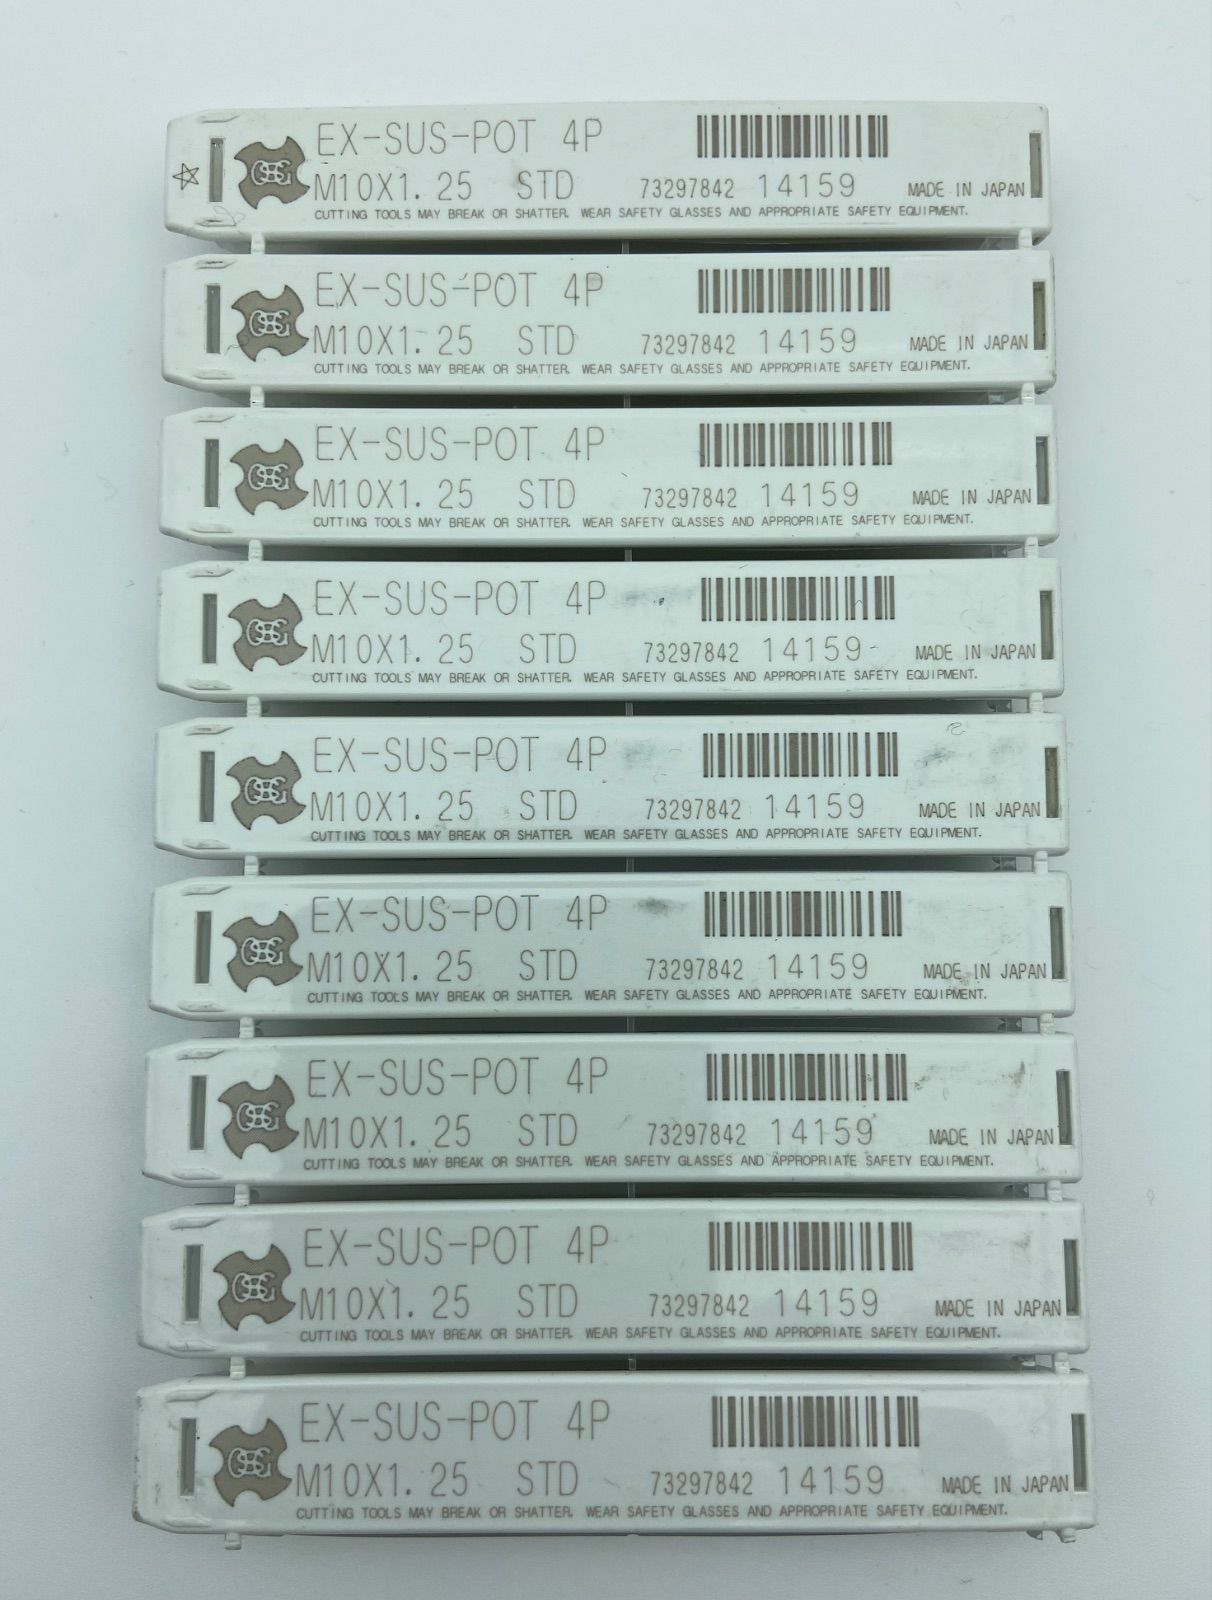 EX-SUS-POT 4P
M10X1.25 STD 73297842 14159 MADE IN JAPAN
CUTTING TOOLS MAY BREAK OR SHATTER. WEAR SAFETY GLASSES AND APPROPRIATE SAFETY EQUIPMENT.
OSG
EX-SUS-POT 4P
M10X1.25 STD 73297842 14159 MADE IN JAPAN
CUTTING TOOLS MAY BREAK OR SHATTER. WEAR SAFETY GLASSES AND APPROPRIATE SAFETY EQUIPMENT.
OSG
EX-SUS-POT 4P
M10X1.25 STD 73297842 14159 MADE IN JAPAN
CUTTING TOOLS MAY BREAK OR SHATTER. WEAR SAFETY GLASSES AND APPROPRIATE SAFETY EQUIPMENT.
OSG
EX-SUS-POT 4P
M10X1.25 STD 73297842 14159 MADE IN JAPAN
CUTTING TOOLS MAY BREAK OR SHATTER. WEAR SAFETY GLASSES AND APPROPRIATE SAFETY EQUIPMENT.
OSG
EX-SUS-POT 4P
M10X1.25 STD 73297842 14159 MADE IN JAPAN
CUTTING TOOLS MAY BREAK OR SHATTER. WEAR SAFETY GLASSES AND APPROPRIATE SAFETY EQUIPMENT.
OSG
EX-SUS-POT 4P
M10X1.25 STD 73297842 14159 MADE IN JAPAN
CUTTING TOOLS MAY BREAK OR SHATTER. WEAR SAFETY GLASSES AND APPROPRIATE SAFETY EQUIPMENT.
OSG
EX-SUS-POT 4P
M10X1.25 STD 73297842 14159 MADE IN JAPAN
CUTTING TOOLS MAY BREAK OR SHATTER. WEAR SAFETY GLASSES AND APPROPRIATE SAFETY EQUIPMENT.
OSG
EX-SUS-POT 4P
M10X1.25 STD 73297842 14159 MADE IN JAPAN
CUTTING TOOLS MAY BREAK OR SHATTER. WEAR SAFETY GLASSES AND APPROPRIATE SAFETY EQUIPMENT.
OSG
EX-SUS-POT 4P
M10X1.25 STD 73297842 14159 MADE IN JAPAN
CUTTING TOOLS MAY BREAK OR SHATTER. WEAR SAFETY GLASSES AND APPROPRIATE SAFETY EQUIPMENT.
OSG